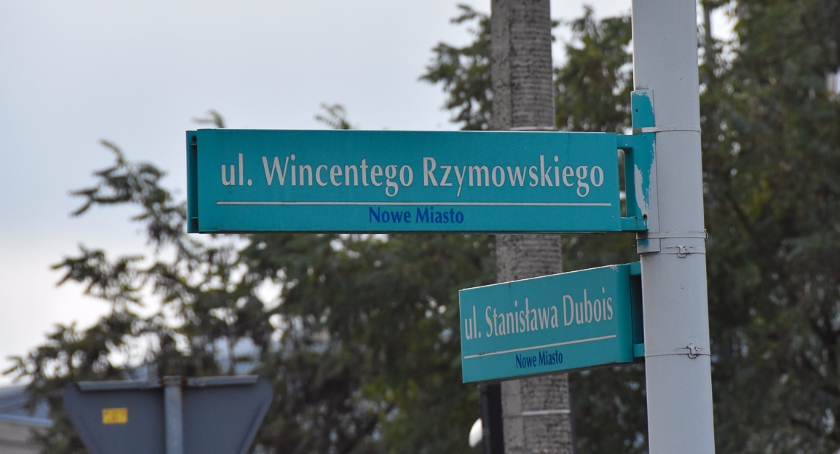 ul. Wincentego Rzymowskiego
Nowe Miasto
ul. Stanisława Dubois
Nowe Miasto